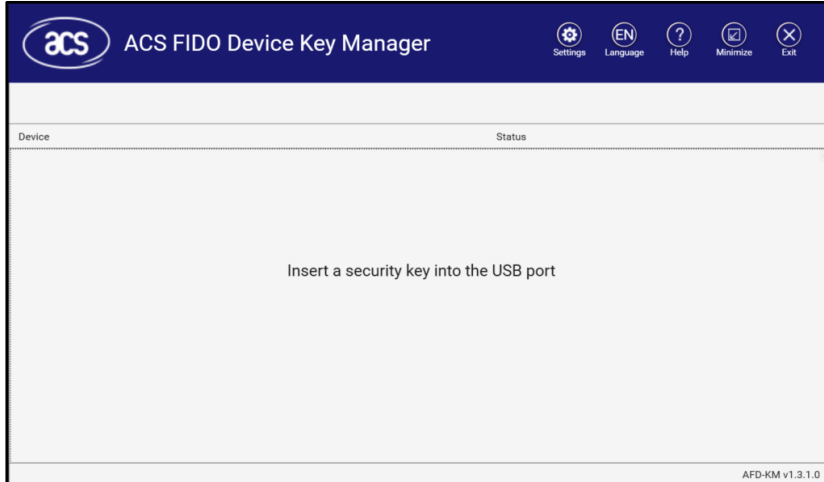 acs ACS FIDO Device Key Manager
EN
?
Settings Language Help Minimize Exit
Device Status
Insert a security key into the USB port
AFD-KM v1.3.1.0